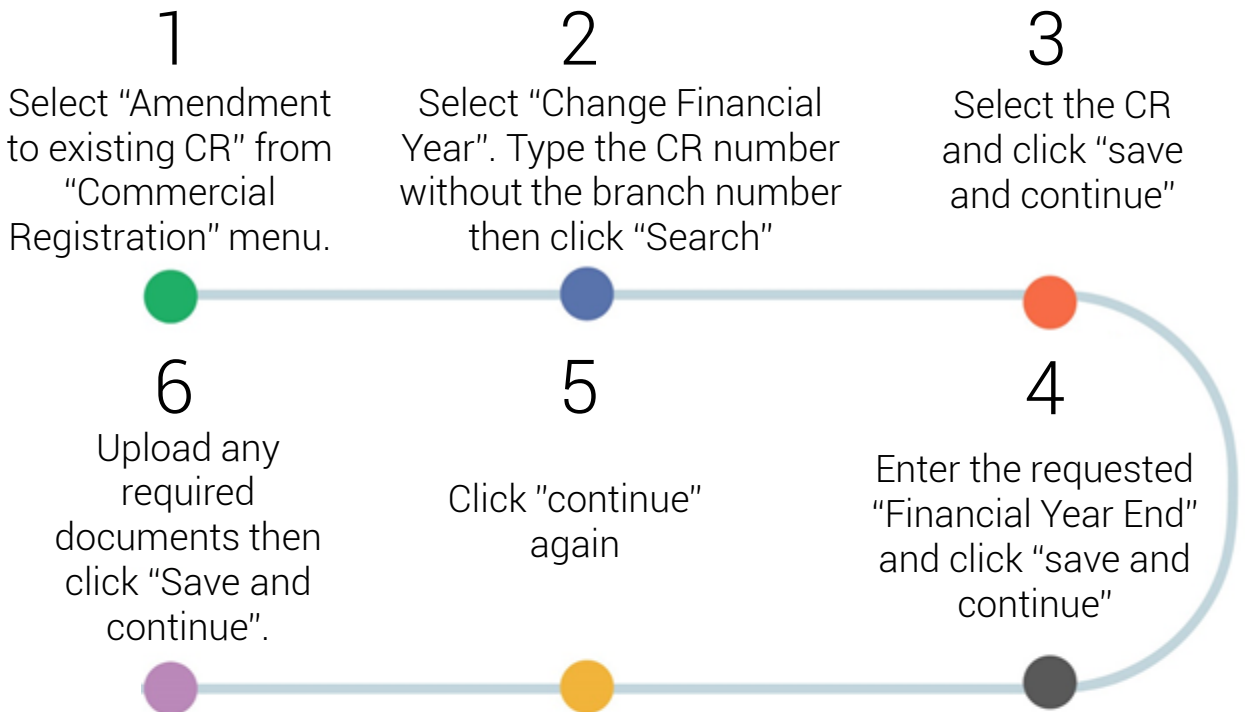 1
Select “Amendment
to existing CR” from
“Commercial
Registration” menu.
2
Select “Change Financial
Year”. Type the CR number
without the branch number
then click “Search”
3
Select the CR
and click “save
and continue”
4
Enter the requested
“Financial Year End”
and click “save and
continue”
5
Click ”continue”
again
6
Upload any
required
documents then
click “Save and
continue”.